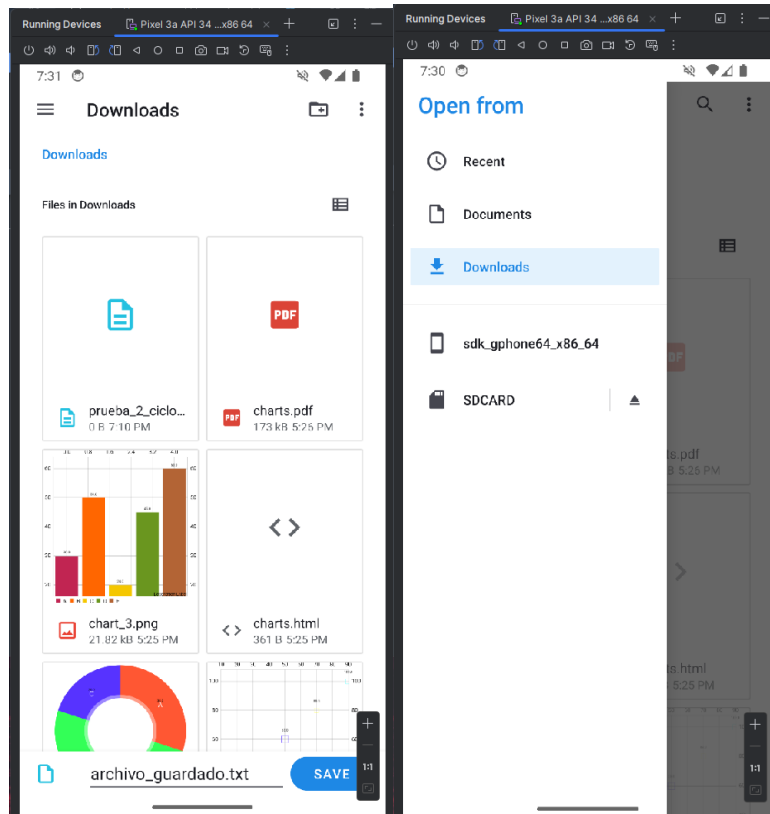 Running Devices
Pixel 3a API 34 ...x86 64
7:31
Downloads
Downloads
Files in Downloads
PDF
prueba_2_ciclo...
0 B 7:10 PM
PDF
charts.pdf
173 kB 5:26 PM
chart_3.png
21.82 kB 5:25 PM
charts.html
361 B 5:25 PM
archivo_guardado.txt
SAVE
1:1
Running Devices
Pixel 3a API 34 ...x86 64
7:30
Open from
Recent
Documents
Downloads
sdk_gphone64_x86_64
SDCARD
ts.pdf
B 5:26 PM
ts.html
5:25 PM
1:1